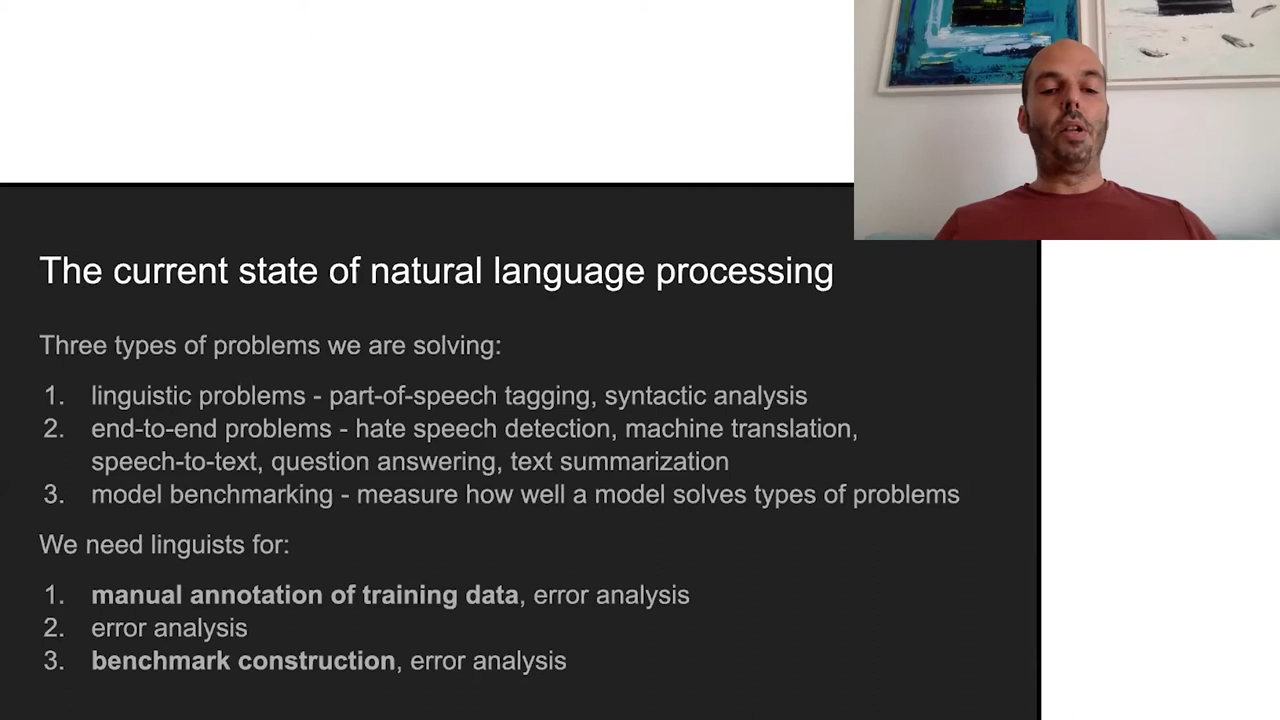 The current state of natural language processing
Three types of problems we are solving:
1. linguistic problems - part-of-speech tagging, syntactic analysis
2. end-to-end problems - hate speech detection, machine translation,
speech-to-text, question answering, text summarization
3. model benchmarking - measure how well a model solves types of problems
We need linguists for:
1. manual annotation of training data, error analysis
2. error analysis
3. benchmark construction, error analysis